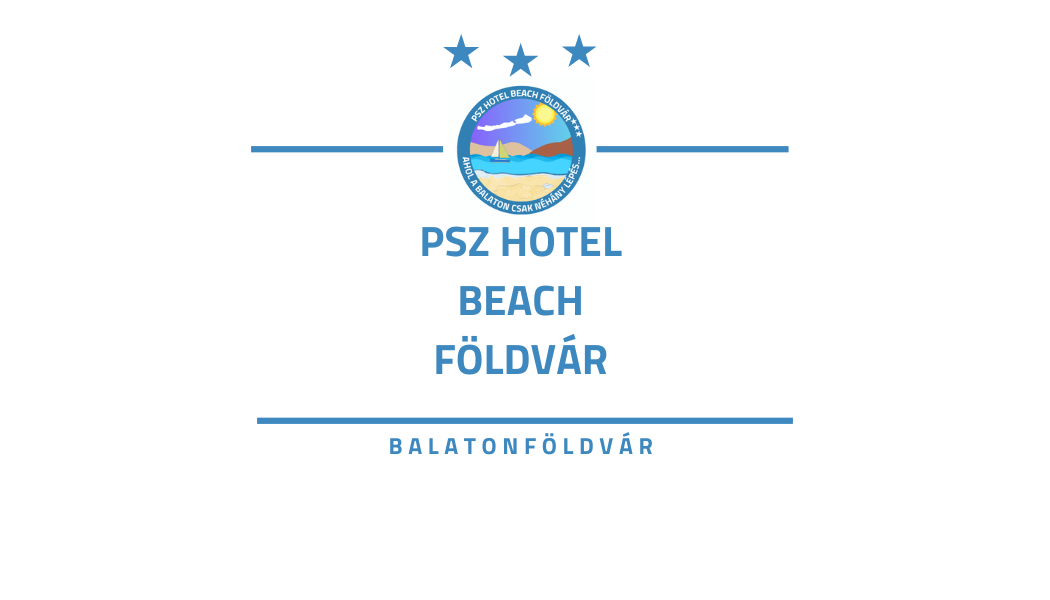 PSZ HOTEL BEACH FÖLDVÁR★★★
AHOL A BALATON CSAK NÉHÁNY LÉPÉS...
PSZ HOTEL
BEACH
FÖLDVÁR
BALATONFÖLDVÁR